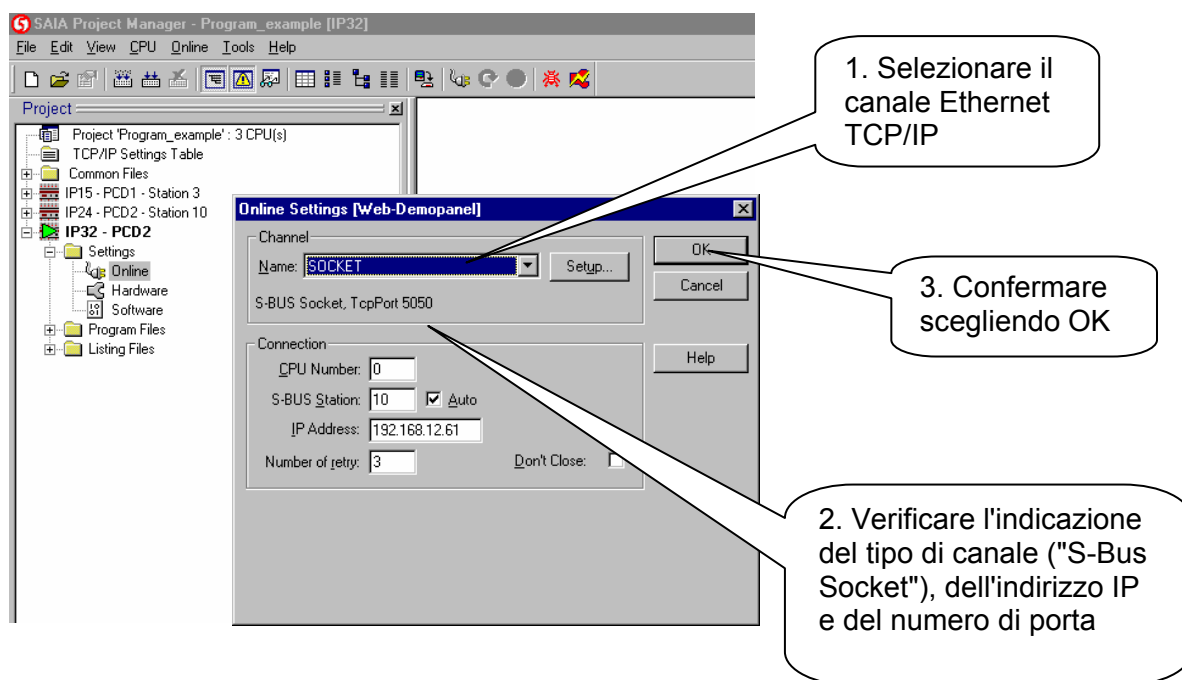 SAIA Project Manager - Program_example [IP32]
File Edit View CPU Online Tools Help
Project
Project 'Program_example' : 3 CPU(s)
TCP/IP Settings Table
Common Files
IP15 - PCD1 - Station 3
IP24 - PCD2 - Station 10
IP32 - PCD2
Settings
Online
Hardware
Software
Program Files
Listing Files
Online Settings [Web-Demopanel]
Channel
Name: SOCKET
Setup...
S-BUS Socket, TcpPort 5050
OK
Cancel
Help
Connection
CPU Number: 0
S-BUS Station: 10 Auto
IP Address: 192.168.12.61
Number of retry: 3 Don't Close:
1. Selezionare il
canale Ethernet
TCP/IP
3. Confermare
scegliendo OK
2. Verificare l'indicazione
del tipo di canale ("S-Bus
Socket"), dell'indirizzo IP
e del numero di porta